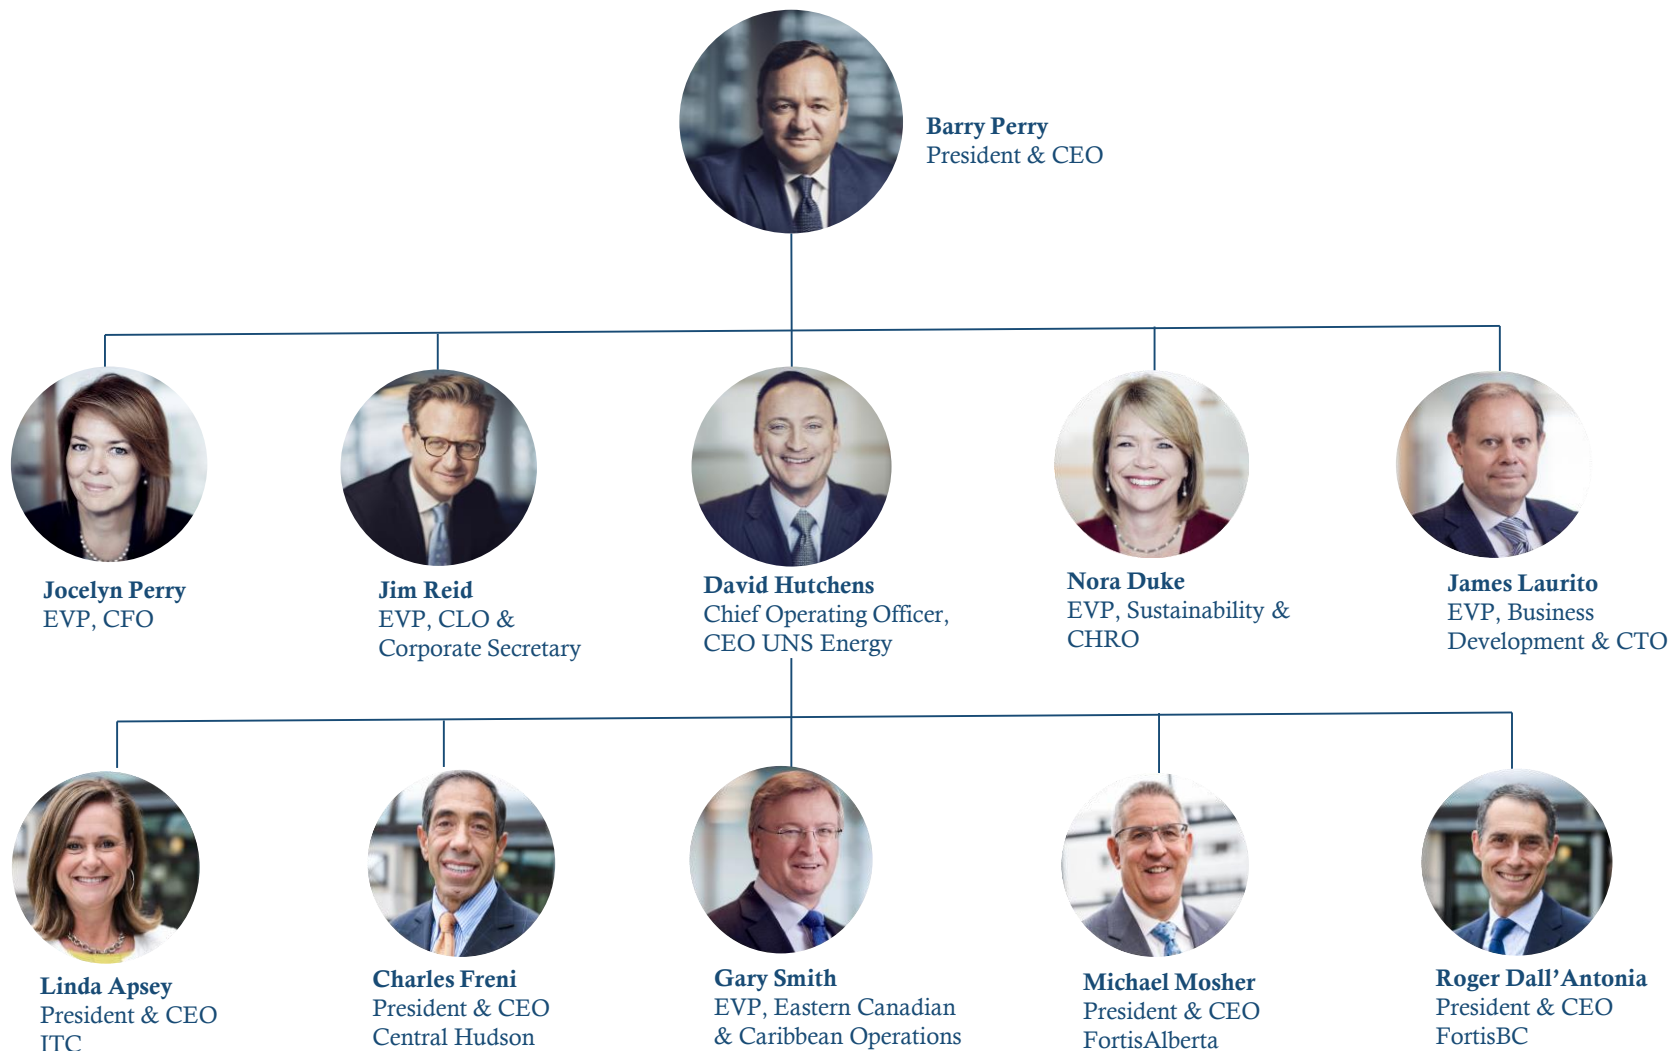 Barry Perry
President & CEO
Jocelyn Perry
EVP, CFO
Jim Reid
EVP, CLO &
Corporate Secretary
David Hutchens
Chief Operating Officer,
CEO UNS Energy
Nora Duke
EVP, Sustainability &
CHRO
James Laurito
EVP, Business
Development & CTO
Linda Apsey
President & CEO
ITC
Charles Freni
President & CEO
Central Hudson
Gary Smith
EVP, Eastern Canadian
& Caribbean Operations
Michael Mosher
President & CEO
FortisAlberta
Roger Dall’Antonia
President & CEO
FortisBC